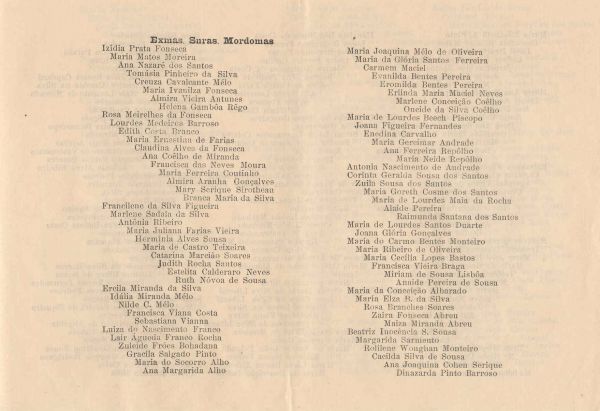 Exmas. Suras. Mordomas
Izídia Prata Fonseca
Maria Matos Moreira
Ana Nazaré dos Santos
Tomásia Pinheiro da Silva
Creuza Cavalcante Mélo
Maria Ivanilza Fonseca
Almira Vieira Antunes
Helena Gambôa Rêgo
Rosa Meirelhes da Fonseca
Lourdes Medeires Barroso
Edith Costa Branco
Maria Ernestina de Farias
Claudina Alves da Fonseca
Ana Coêlho de Miranda
Francisca das Neves Moura
Maria Ferreira Coutinho
Almira Aranha Gonçalves
Mary Serique Sirotheau
Branca Maria da Silva
Francilene da Silva Figueira
Marlene Sadala da Silva
Antônia Ribeiro
Maria Juliana Farias Vieira
Herminia Alves Sousa
Maria de Castro Teixeira
Catarina Marcião Soares
Judith Rocha Santos
Estelita Calderaro Neves
Ruth Nóvoa de Sousa
Ercila Miranda da Silva
Idália Miranda Mélo
Nilde C. Mélo
Francisca Viana Costa
Sebastiana Vianna
Luiza do Nascimento Franco
Lair Agueda Franco Rocha
Zuleide Fróes Bohadana
Gracila Salgado Pinto
Maria do Socorro Alho
Ana Margarida Alho
Maria Joaquina Mélo de Oliveira
Maria da Glória Santos Ferreira
Carmem Maciel
Evanilda Bentes Pereira
Eromilda Bentes Pereira
Erlinda Maria Maciel Neves
Marlene Conceição Coêlho
Oneide da Silva Coêlho
Maria de Lourdes Beech Piscopo
Joana Figueira Fernandes
Enedina Carvalho
Maria Gercimar Andrade
Ana Ferreira Repôlho
Maria Neide Repôlho
Antonia Nascimento de Andrade
Corinta Geralda Sousa dos Santos
Zuila Sousa dos Santos
Maria Goreth Cosme dos Santos
Maria de Lourdes Maia da Rocha
Alaíde Pereira
Raimunda Santana dos Santos
Maria de Lourdes Santos Duarte
Joana Glória Gonçalves
Maria do Carmo Bentes Monteiro
Maria Ribeiro de Oliveira
Maria Cecília Lopes Bastos
Francisca Vieira Braga
Miriam de Sousa Lisbôa
Anaide Pereira de Sousa
Maria da Conceição Albarado
Maria Elza B. da Silva
Rosa Branches Soares
Zaira Fonseca Abreu
Maiza Miranda Abreu
Beatriz Inocência S. Sousa
Margarida Sarmiento
Rolilene Wonghan Monteiro
Cacilda Silva de Sousa
Ana Joaquina Cohen Serique
Dinazarda Pinto Barroso